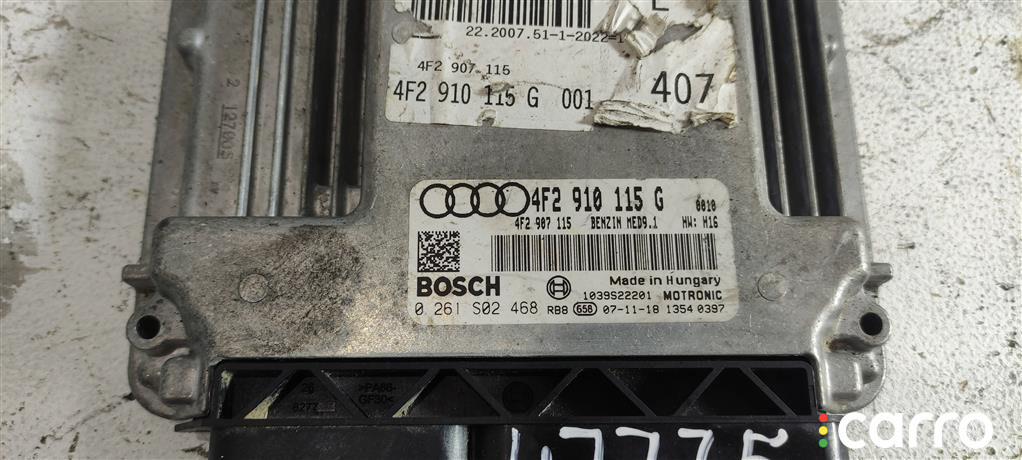 22.2007.51-1-2022-1
4F2 907 115
4F2 910 115 G 001
407
4F2 910 115 G 0010
4F2 907 115 BENZIN MED9.1 HW: H16
BOSCH
Made in Hungary
1039S22201 MOTRONIC
0 261 S02 468 RB8 658 07-11-18 1354 0397
>PA66-
GF30<
carro